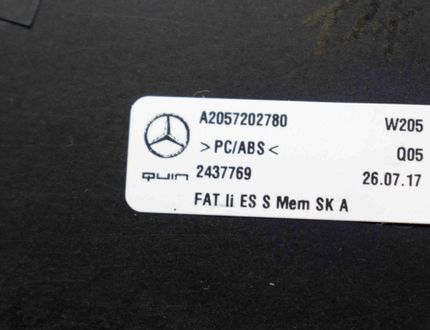 A2057202780 W205
>PC/ABS< Q05
QUIN 2437769 26.07.17
FAT li ES S Mem SK A